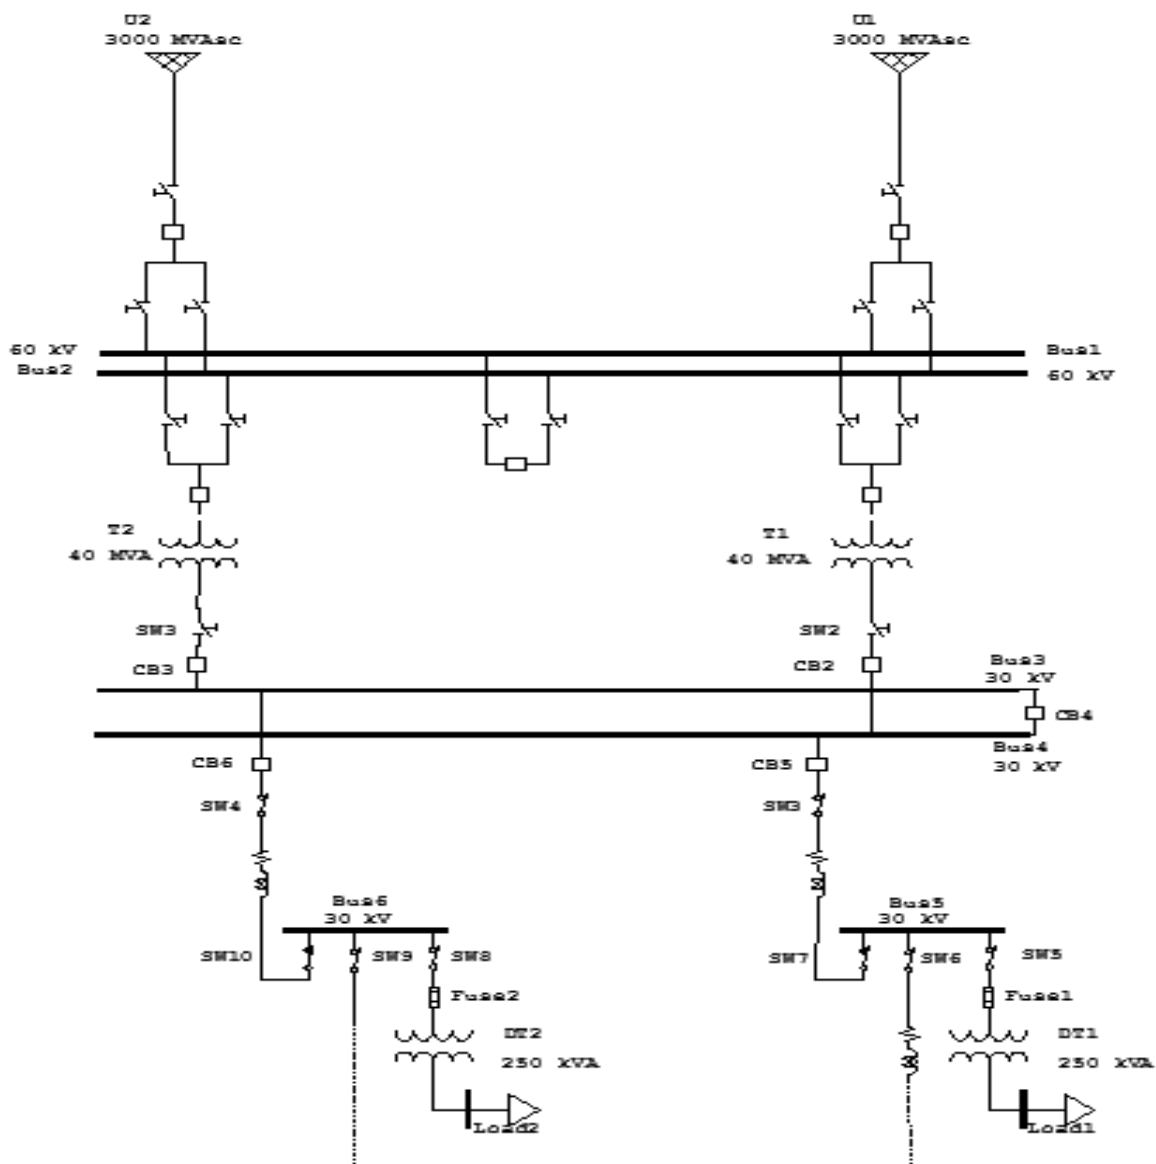 U2
3000 MVAsc
U1
3000 MVAsc
60 kV
Bus1
Bus2
60 kV
T2
40 MVA
T1
40 MVA
SW3
SW2
CB3
CB2
Bus3
30 kV
CB4
Bus4
30 kV
CB6
CB5
SW4
SW3
Bus6
30 kV
Bus5
30 kV
SW10
SW9
SW8
SW7
SW6
SW5
Fuse2
Fuse1
DT2
250 kVA
DT1
250 kVA
Load2
Load1